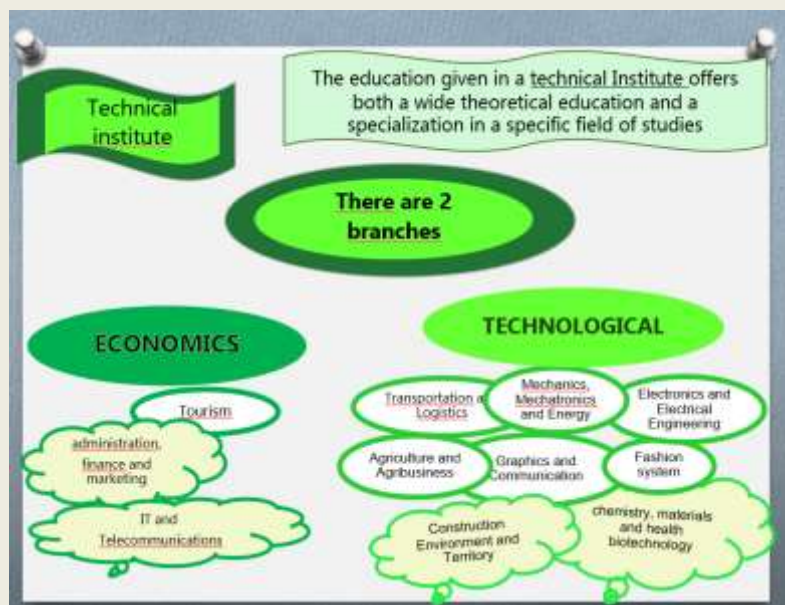 Technical
institute
The education given in a technical Institute offers
both a wide theoretical education and a
specialization in a specific field of studies
There are 2
branches
ECONOMICS
TECHNOLOGICAL
Tourism
administration,
finance and
marketing
IT and
Telecommunications
Transportation a
Logistics
Mechanics,
Mechatronics
and Energy
Electronics and
Electrical
Engineering
Agriculture and
Agribusiness
Graphics and
Communication
Fashion
system
Construction
Environment and
Territory
chemistry, materials
and health
biotechnology